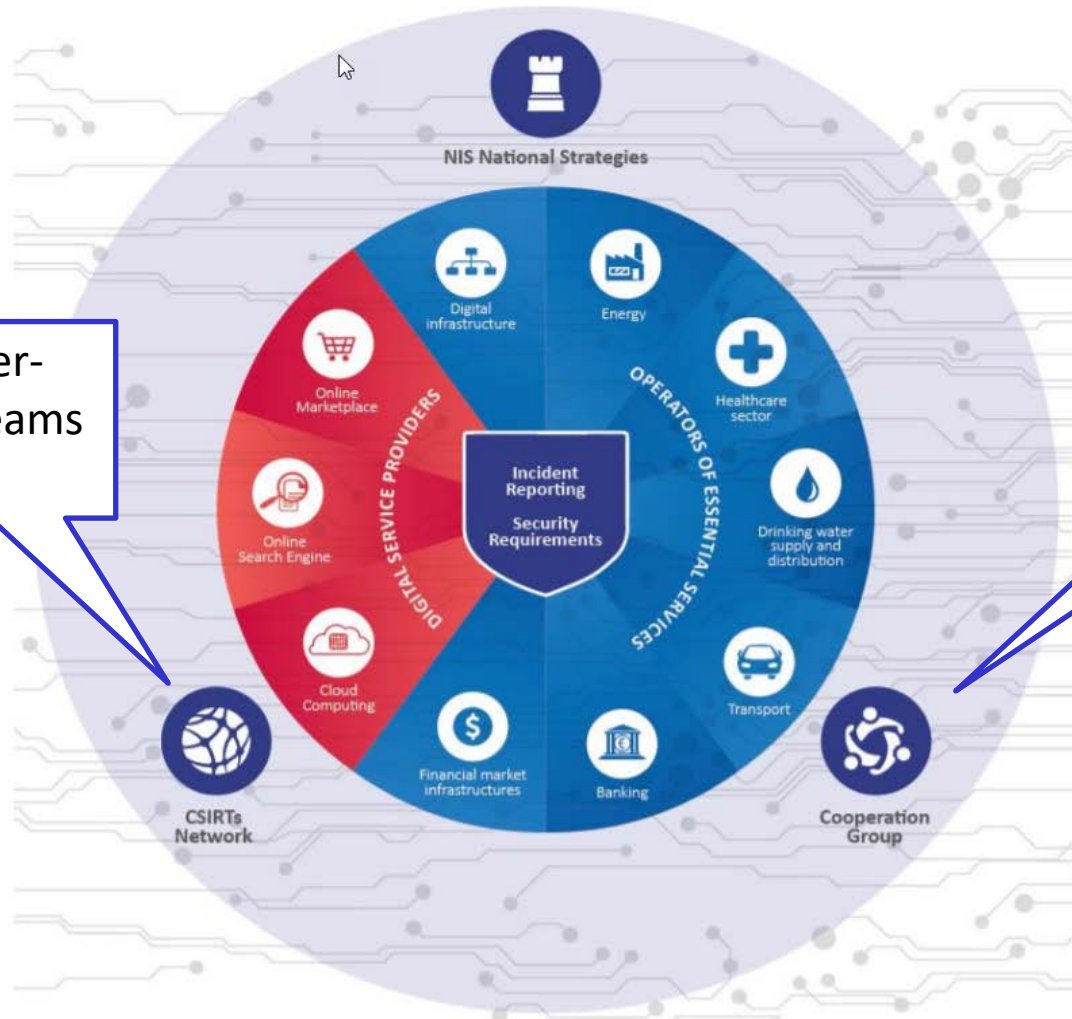 NIS National Strategies
er-
eams
Digital
infrastructure
Energy
Online
Marketplace
Healthcare
sector
DIGITAL SERVICE PROVIDERS
OPERATORS OF ESSENTIAL SERVICES
Incident
Reporting
Security
Requirements
Online
Search Engine
Drinking water
supply and
distribution
Cloud
Computing
Transport
Financial market
infrastructures
Banking
CSIRTs
Network
Cooperation
Group